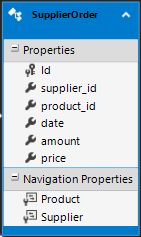 SupplierOrder
Properties
Id
supplier_id
product_id
date
amount
price
Navigation Properties
Product
Supplier